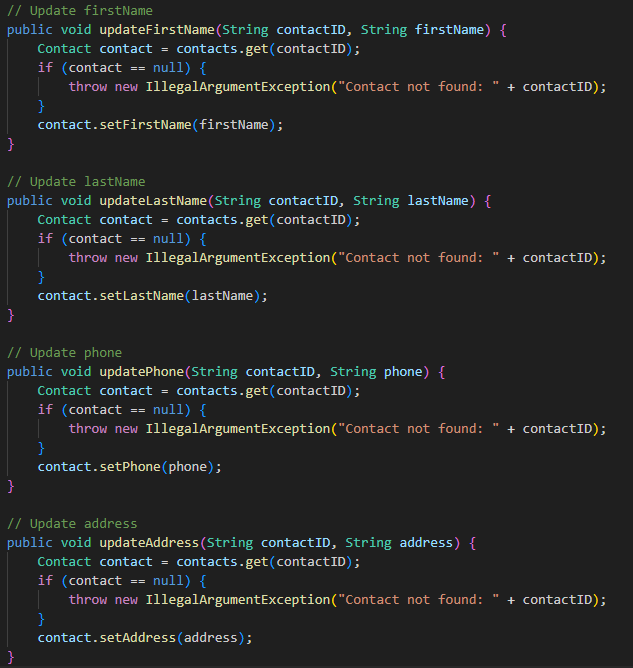 // Update firstName
public void updateFirstName(String contactID, String firstName) {
    Contact contact = contacts.get(contactID);
    if (contact == null) {
        throw new IllegalArgumentException("Contact not found: " + contactID);
    }
    contact.setFirstName(firstName);
}

// Update lastName
public void updateLastName(String contactID, String lastName) {
    Contact contact = contacts.get(contactID);
    if (contact == null) {
        throw new IllegalArgumentException("Contact not found: " + contactID);
    }
    contact.setLastName(lastName);
}

// Update phone
public void updatePhone(String contactID, String phone) {
    Contact contact = contacts.get(contactID);
    if (contact == null) {
        throw new IllegalArgumentException("Contact not found: " + contactID);
    }
    contact.setPhone(phone);
}

// Update address
public void updateAddress(String contactID, String address) {
    Contact contact = contacts.get(contactID);
    if (contact == null) {
        throw new IllegalArgumentException("Contact not found: " + contactID);
    }
    contact.setAddress(address);
}